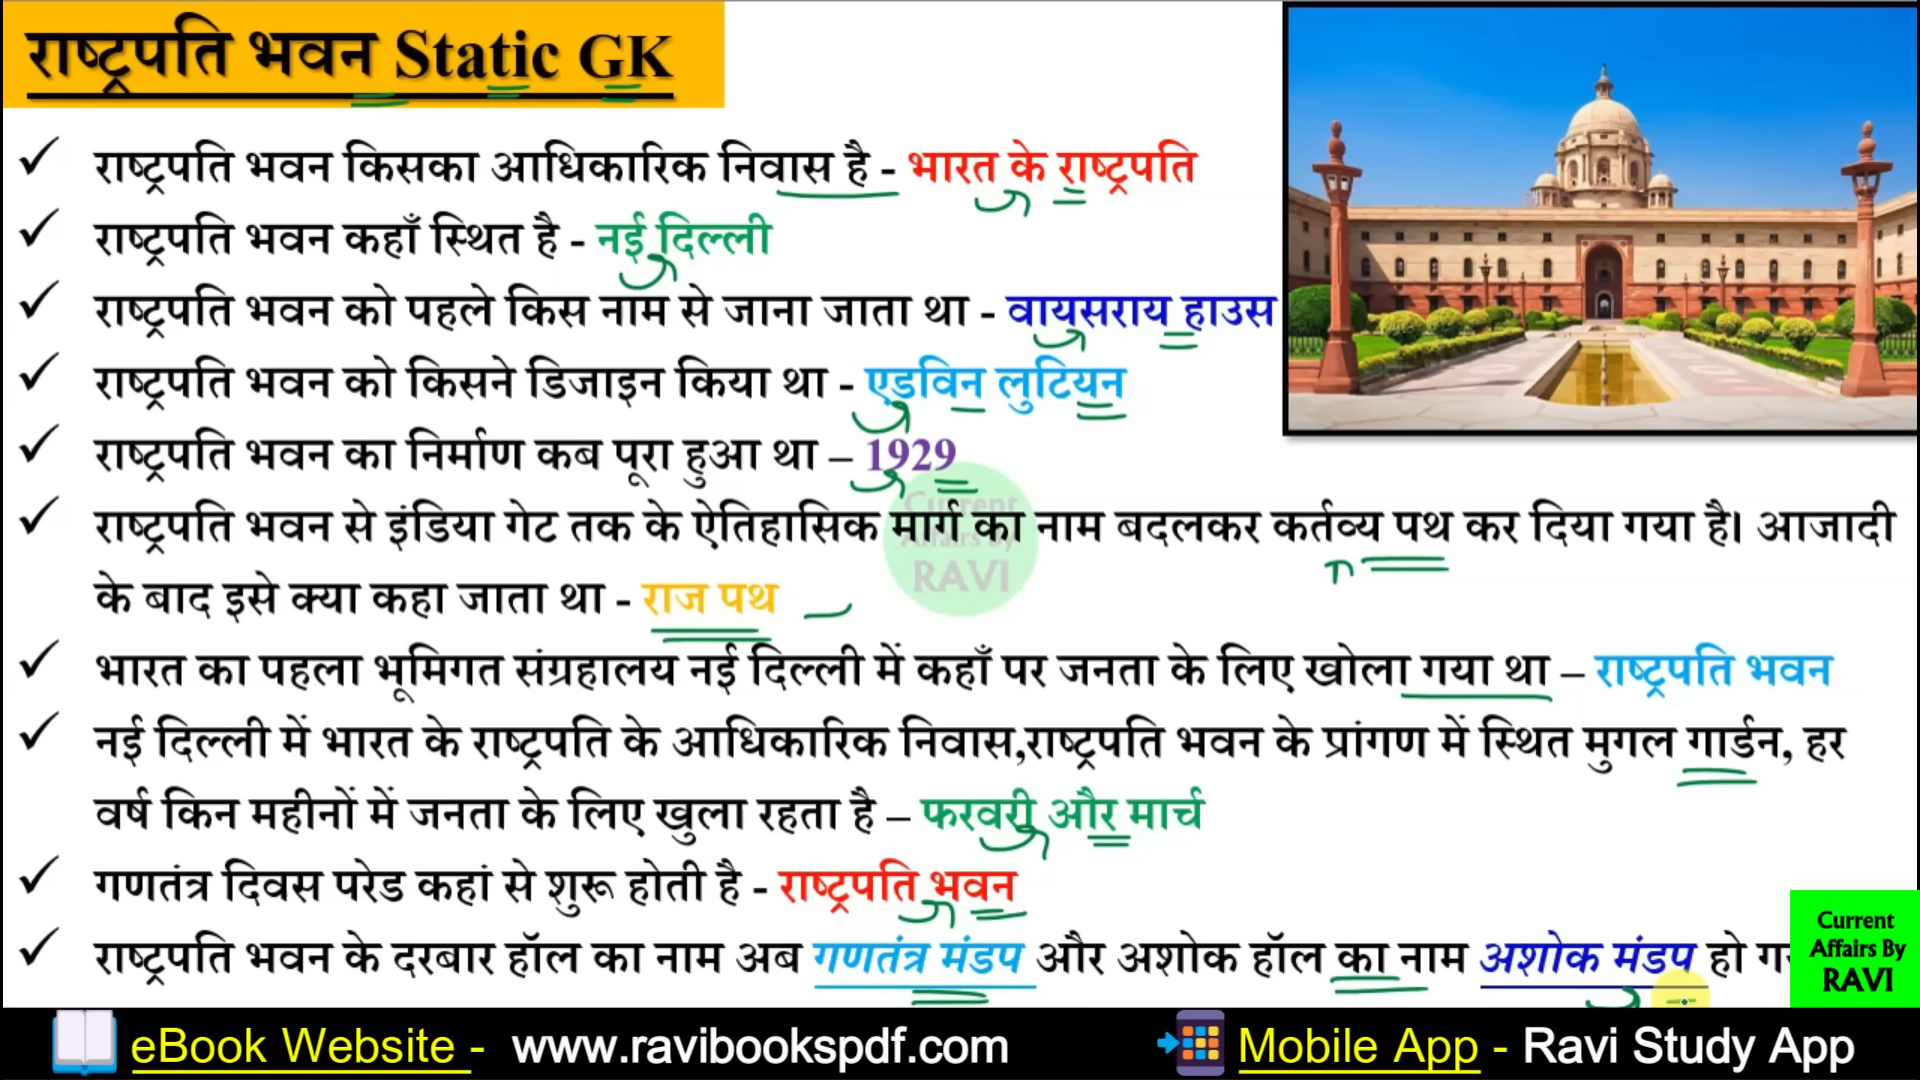 राष्ट्रपति भवन Static GK
राष्ट्रपति भवन किसका आधिकारिक निवास है - भारत के राष्ट्रपति
राष्ट्रपति भवन कहाँ स्थित है - नई दिल्ली
राष्ट्रपति भवन को पहले किस नाम से जाना जाता था - वायसराय हाउस
राष्ट्रपति भवन को किसने डिजाइन किया था - एडविन लुटियन
राष्ट्रपति भवन का निर्माण कब पूरा हुआ था – 1929
राष्ट्रपति भवन से इंडिया गेट तक के ऐतिहासिक मार्ग का नाम बदलकर कर्तव्य पथ कर दिया गया है। आजादी
के बाद इसे क्या कहा जाता था - राज पथ
भारत का पहला भूमिगत संग्रहालय नई दिल्ली में कहाँ पर जनता के लिए खोला गया था – राष्ट्रपति भवन
नई दिल्ली में भारत के राष्ट्रपति के आधिकारिक निवास,राष्ट्रपति भवन के प्रांगण में स्थित मुगल गार्डन, हर
वर्ष किन महीनों में जनता के लिए खुला रहता है – फरवरी और मार्च
गणतंत्र दिवस परेड कहां से शुरू होती है - राष्ट्रपति भवन
राष्ट्रपति भवन के दरबार हॉल का नाम अब गणतंत्र मंडप और अशोक हॉल का नाम अशोक मंडप हो
Current
Affairs By
RAVI
Current
Affairs By
RAVI
eBook Website - www.ravibookspdf.com
Mobile App - Ravi Study App